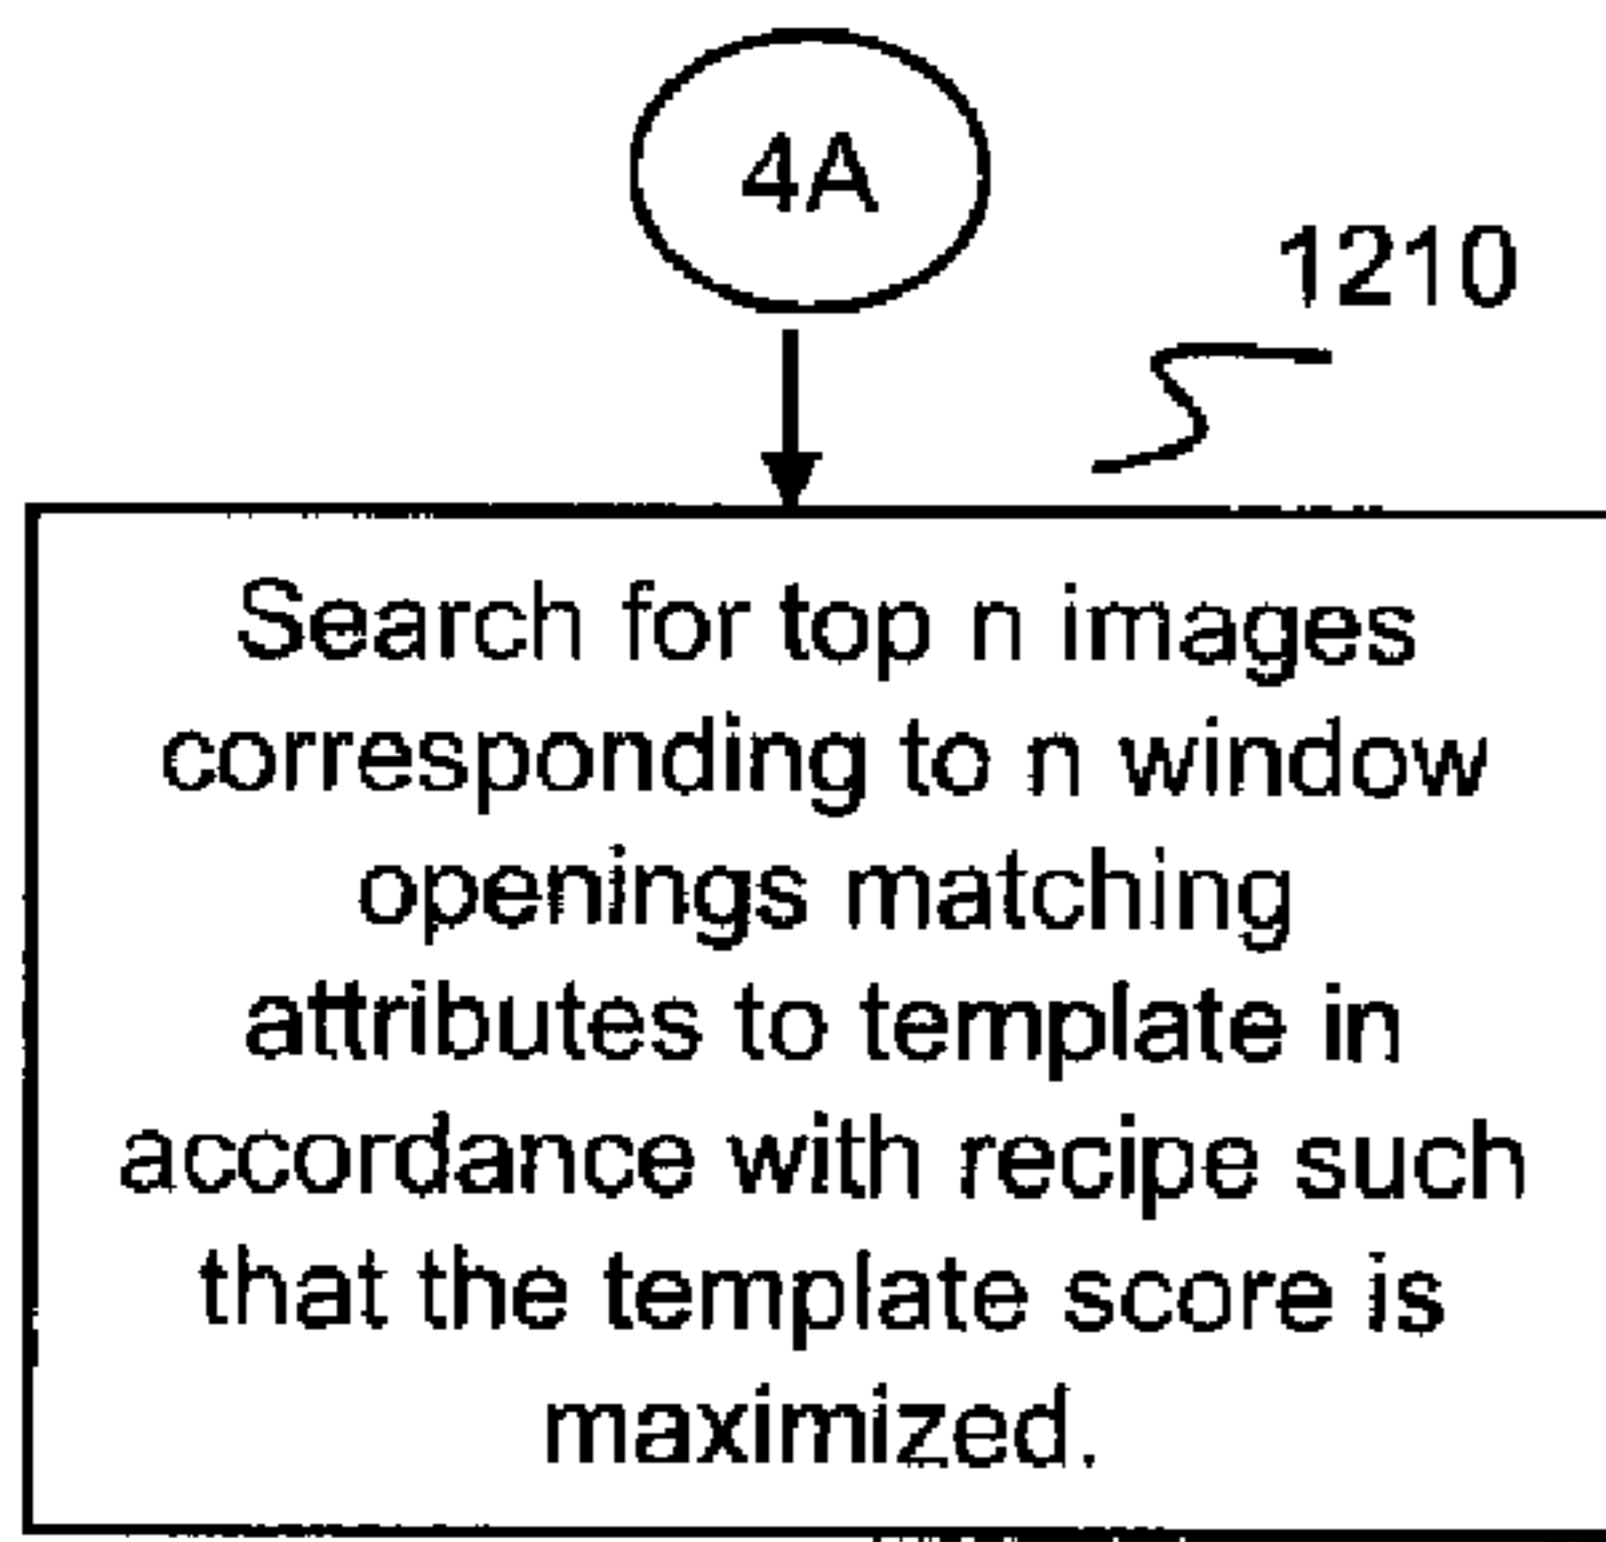 4A
1210
Search for top n images
corresponding to n window
openings matching
attributes to template in
accordance with recipe such
that the template score is
maximized.